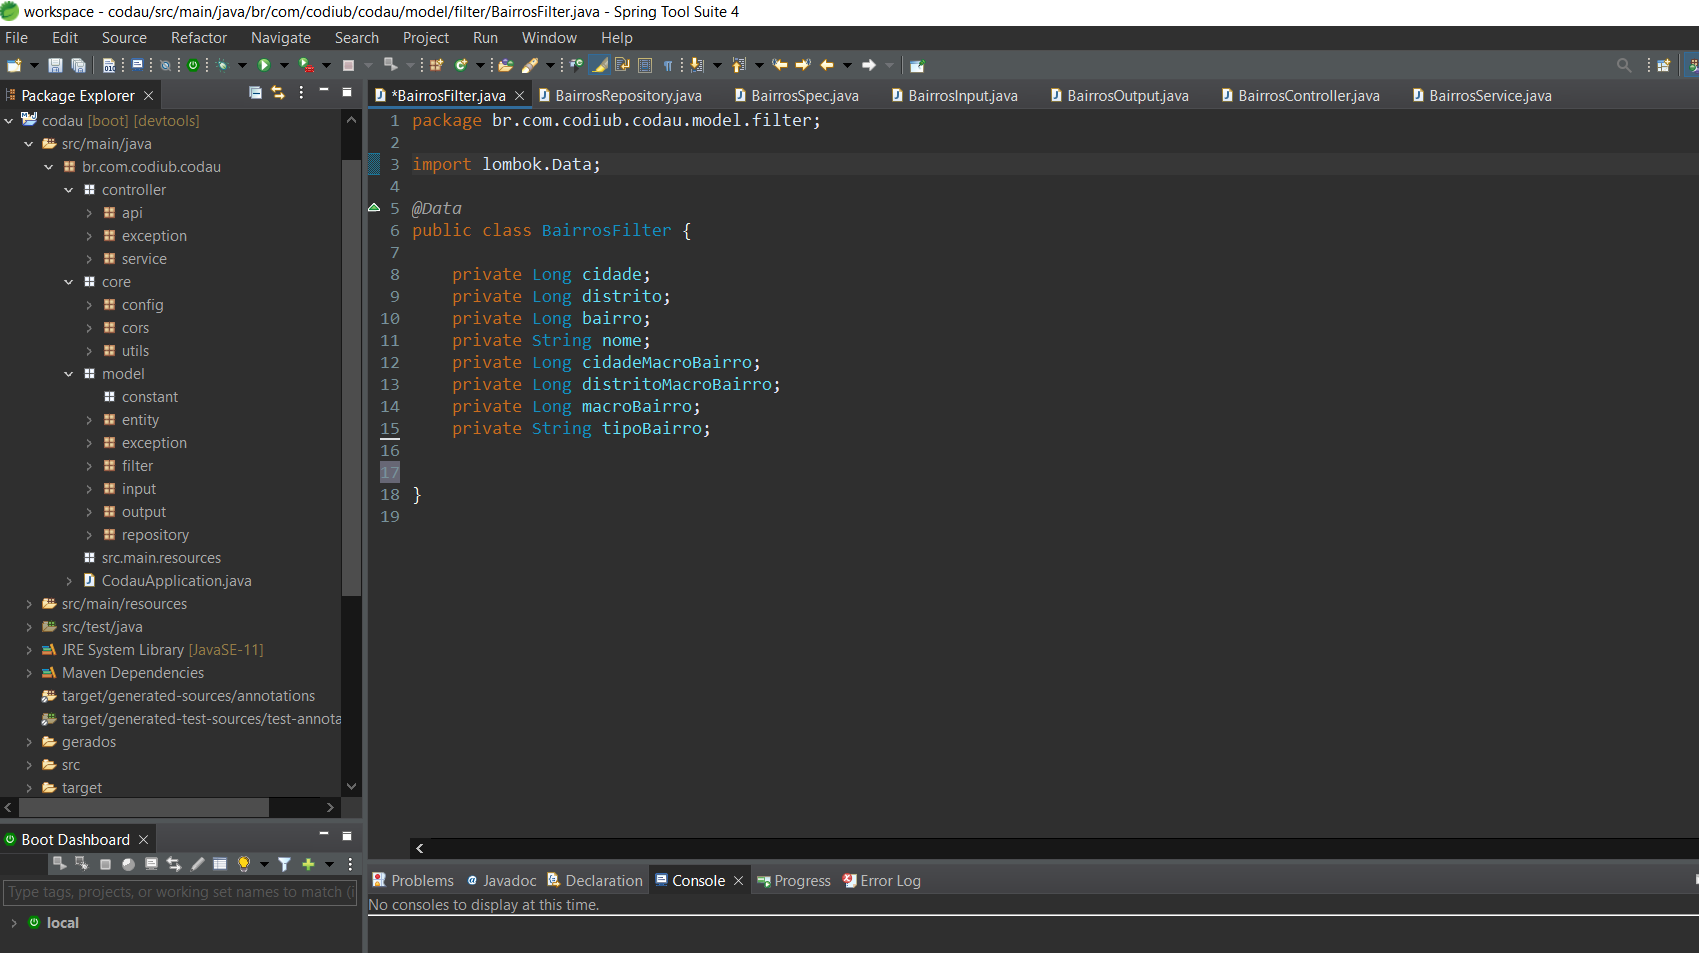 workspace - codau/src/main/java/br/com/codiub/codau/model/filter/BairrosFilter.java - Spring Tool Suite 4
File Edit Source Refactor Navigate Search Project Run Window Help
Package Explorer
codau [boot] [devtools]
src/main/java
br.com.codiub.codau
controller
api
exception
service
core
config
cors
utils
model
constant
entity
exception
filter
input
output
repository
src.main.resources
CodauApplication.java
src/main/resources
src/test/java
JRE System Library [JavaSE-11]
Maven Dependencies
target/generated-sources/annotations
target/generated-test-sources/test-annota
gerados
src
target
*BairrosFilter.java BairrosRepository.java BairrosSpec.java BairrosInput.java BairrosOutput.java BairrosController.java BairrosService.java
1 package br.com.codiub.codau.model.filter;
2
3 import lombok.Data;
4
5 @Data
6 public class BairrosFilter {
7
8 private Long cidade;
9 private Long distrito;
10 private Long bairro;
11 private String nome;
12 private Long cidadeMacroBairro;
13 private Long distritoMacroBairro;
14 private Long macroBairro;
15 private String tipoBairro;
16
17
18 }
19
Boot Dashboard
Type tags, projects, or working set names to match (i
local
Problems Javadoc Declaration Console Progress Error Log
No consoles to display at this time.